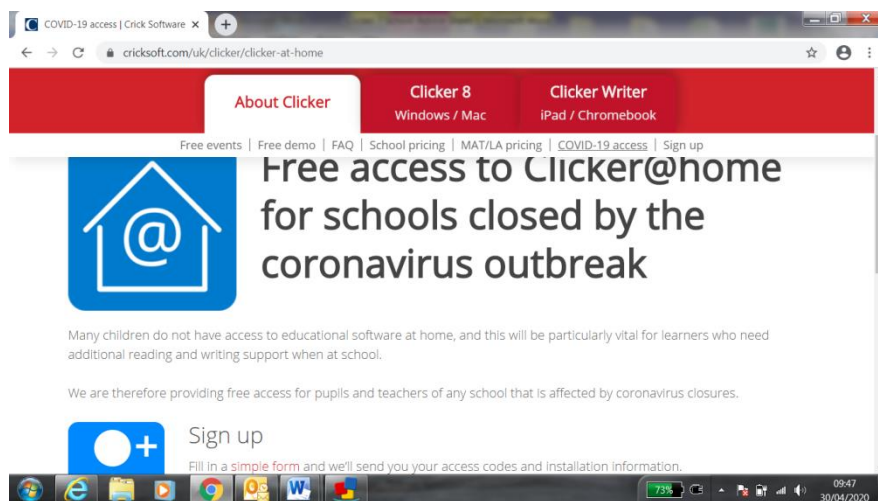 COVID-19 access | Crick Software
cricksoft.com/uk/clicker/clicker-at-home
About Clicker
Clicker 8
Windows / Mac
Clicker Writer
iPad / Chromebook
Free events | Free demo | FAQ | School pricing | MAT/LA pricing | COVID-19 access | Sign up
Free access to Clicker@home
for schools closed by the
coronavirus outbreak
@
Many children do not have access to educational software at home, and this will be particularly vital for learners who need
additional reading and writing support when at school.
We are therefore providing free access for pupils and teachers of any school that is affected by coronavirus closures.
Sign up
Fill in a simple form and we'll send you your access codes and installation information.
73%
09:47
30/04/2020